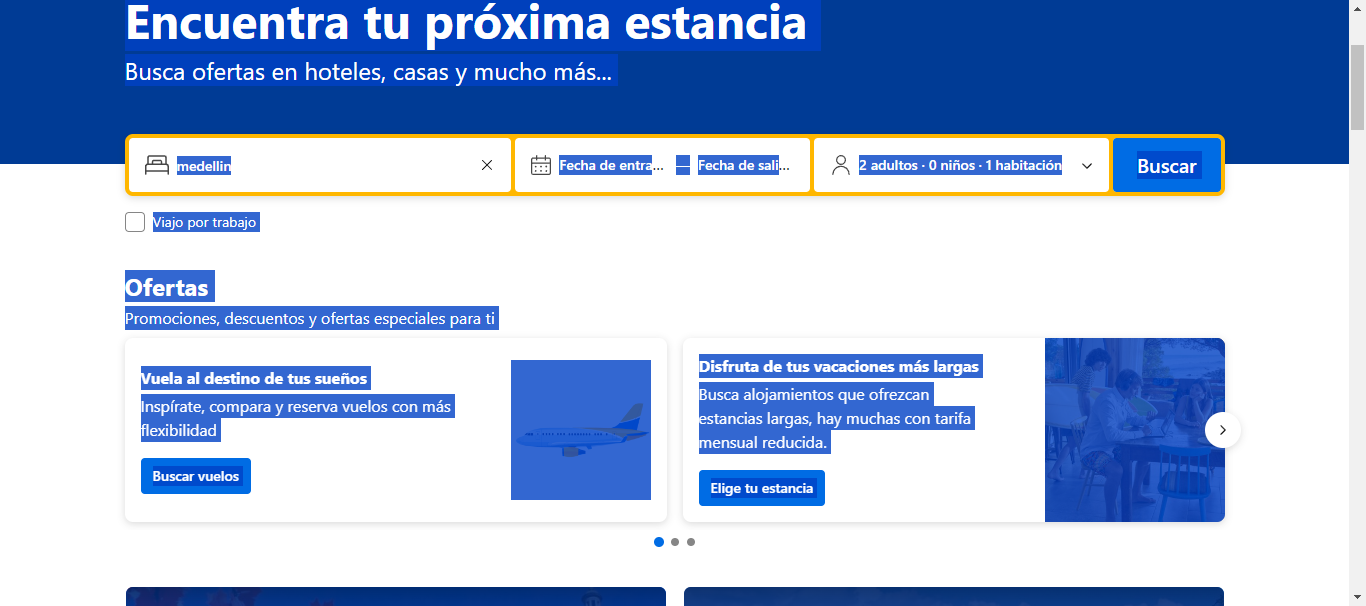 Encuentra tu próxima estancia
Busca ofertas en hoteles, casas y mucho más...
medellin
Fecha de entra... — Fecha de sali...
2 adultos · 0 niños · 1 habitación
Buscar
Viajo por trabajo
Ofertas
Promociones, descuentos y ofertas especiales para ti
Vuela al destino de tus sueños
Inspírate, compara y reserva vuelos con más
flexibilidad
Buscar vuelos
Disfruta de tus vacaciones más largas
Busca alojamientos que ofrezcan
estancias largas, hay muchas con tarifa
mensual reducida.
Elige tu estancia